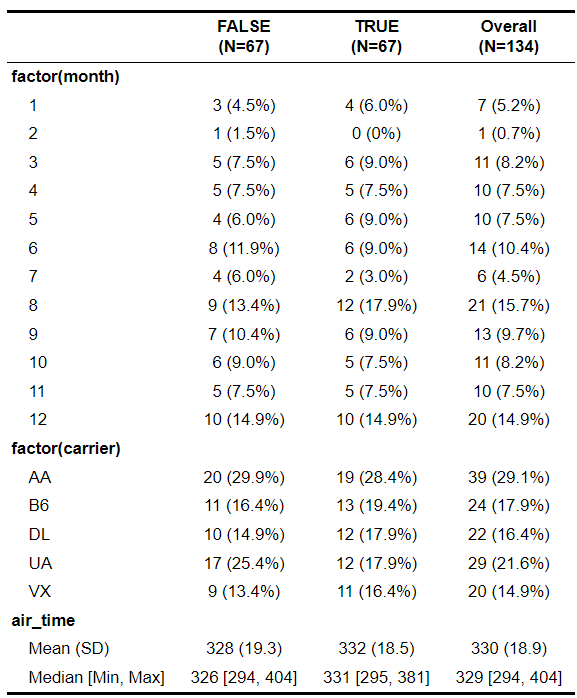 FALSE TRUE Overall
(N=67) (N=67) (N=134)
factor(month)
1 3 (4.5%) 4 (6.0%) 7 (5.2%)
2 1 (1.5%) 0 (0%) 1 (0.7%)
3 5 (7.5%) 6 (9.0%) 11 (8.2%)
4 5 (7.5%) 5 (7.5%) 10 (7.5%)
5 4 (6.0%) 6 (9.0%) 10 (7.5%)
6 8 (11.9%) 6 (9.0%) 14 (10.4%)
7 4 (6.0%) 2 (3.0%) 6 (4.5%)
8 9 (13.4%) 12 (17.9%) 21 (15.7%)
9 7 (10.4%) 6 (9.0%) 13 (9.7%)
10 6 (9.0%) 5 (7.5%) 11 (8.2%)
11 5 (7.5%) 5 (7.5%) 10 (7.5%)
12 10 (14.9%) 10 (14.9%) 20 (14.9%)
factor(carrier)
AA 20 (29.9%) 19 (28.4%) 39 (29.1%)
B6 11 (16.4%) 13 (19.4%) 24 (17.9%)
DL 10 (14.9%) 12 (17.9%) 22 (16.4%)
UA 17 (25.4%) 12 (17.9%) 29 (21.6%)
VX 9 (13.4%) 11 (16.4%) 20 (14.9%)
air_time
Mean (SD) 328 (19.3) 332 (18.5) 330 (18.9)
Median [Min, Max] 326 [294, 404] 331 [295, 381] 329 [294, 404]